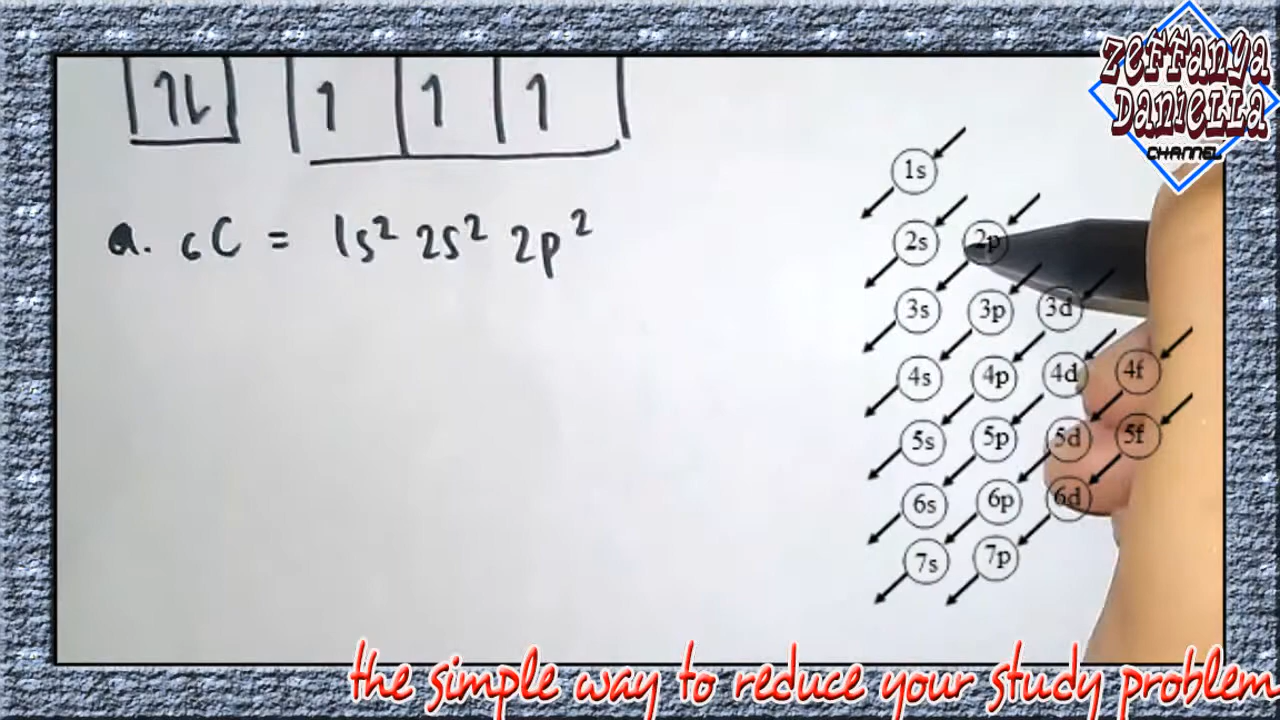 ZEFFANYA
DANIELLA
CHANNEL
↿⇂ ↿ ↿ ↿
a. ₆C = 1s² 2s² 2p²
1s
2s 2p
3s 3p 3d
4s 4p 4d 4f
5s 5p 5d 5f
6s 6p 6d
7s 7p
the simple way to reduce your study problem